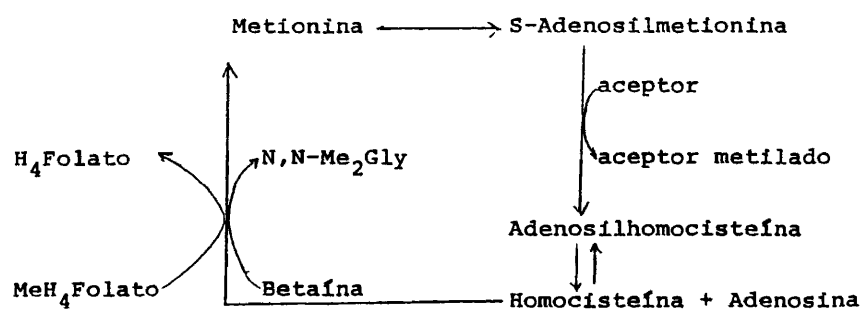 Metionina S-Adenosilmetionina
aceptor
H4Folato N,N-Me2Gly aceptor metilado
Adenosilhomocisteína
MeH4Folato Betaína Homocisteína + Adenosina